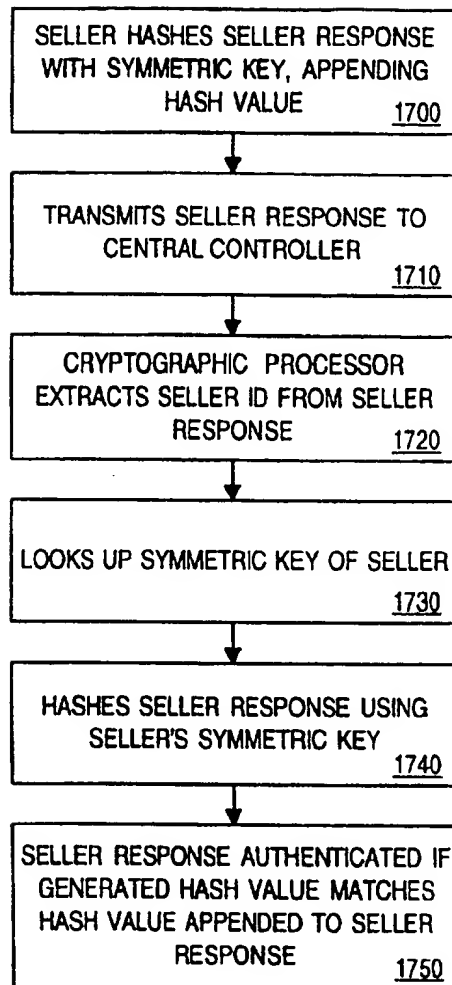 SELLER HASHES SELLER RESPONSE
WITH SYMMETRIC KEY, APPENDING
HASH VALUE 1700
TRANSMITS SELLER RESPONSE TO
CENTRAL CONTROLLER
1710
CRYPTOGRAPHIC PROCESSOR
EXTRACTS SELLER ID FROM SELLER
RESPONSE 1720
LOOKS UP SYMMETRIC KEY OF SELLER
1730
HASHES SELLER RESPONSE USING
SELLER'S SYMMETRIC KEY
1740
SELLER RESPONSE AUTHENTICATED IF
GENERATED HASH VALUE MATCHES
HASH VALUE APPENDED TO SELLER
RESPONSE 1750